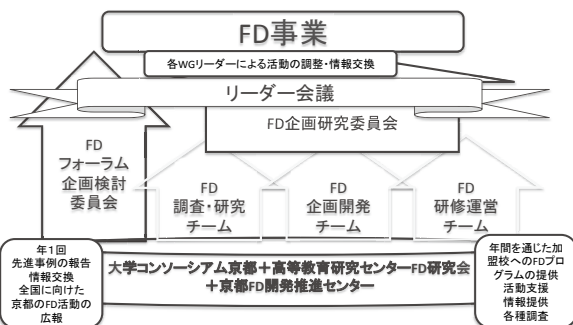 FD事業
各WGリーダーによる活動の調整・情報交換
リーダー会議
FD企画研究委員会
FD
フォーラム
企画検討
委員会
FD
調査・研究
チーム
FD
企画開発
チーム
FD
研修運営
チーム
年1回
先進事例の報告
情報交換
全国に向けた
京都のFD活動の
広報
大学コンソーシアム京都＋高等教育研究センターFD研究会
＋京都FD開発推進センター
年間を通じた加
盟校へのFDプロ
グラムの提供
活動支援
情報提供
各種調査